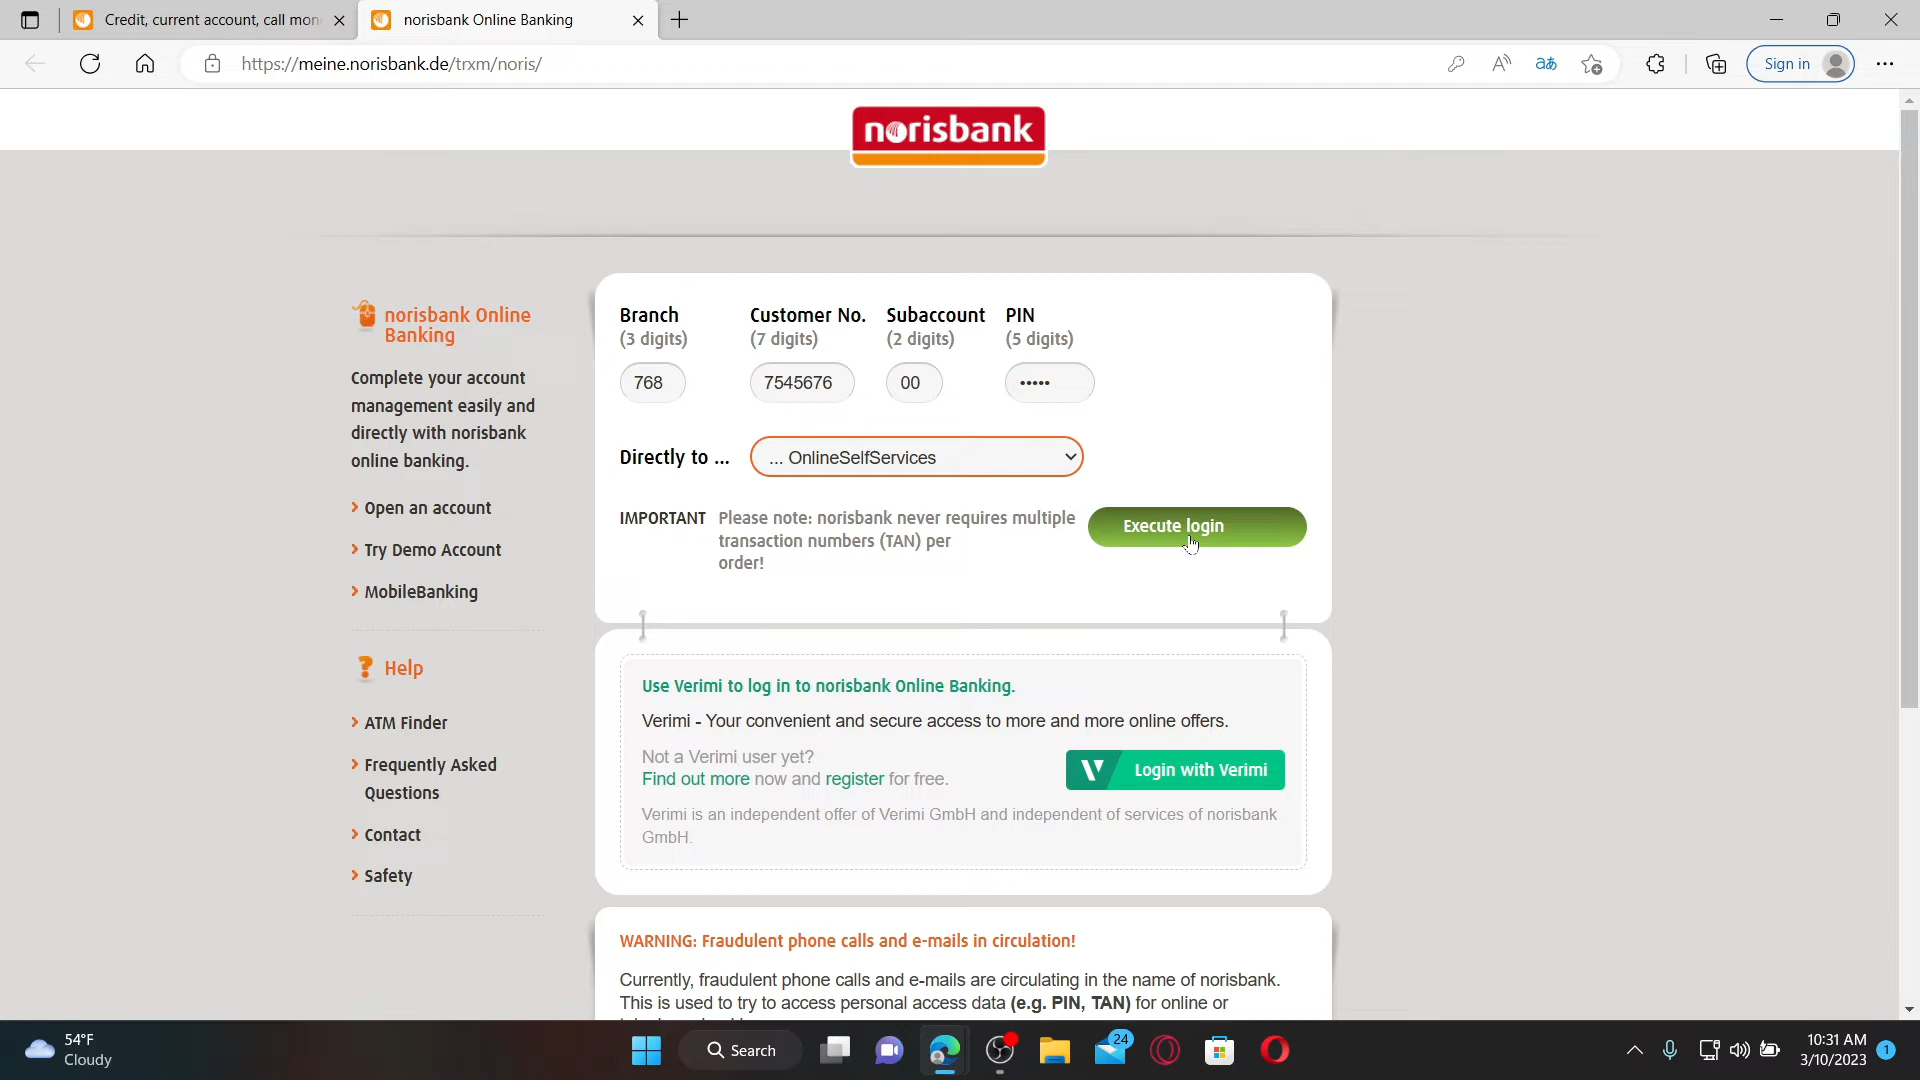 Credit, current account, call mon
norisbank Online Banking
https://meine.norisbank.de/trxm/noris/
Sign in
norisbank
norisbank Online
Banking
Complete your account
management easily and
directly with norisbank
online banking.
Open an account
Try Demo Account
MobileBanking
Help
ATM Finder
Frequently Asked
Questions
Contact
Safety
Branch
(3 digits)
Customer No.
(7 digits)
Subaccount
(2 digits)
PIN
(5 digits)
768
7545676
00
•••••
Directly to ...
... OnlineSelfServices
IMPORTANT
Please note: norisbank never requires multiple
transaction numbers (TAN) per
order!
Execute login
Use Verimi to log in to norisbank Online Banking.
Verimi - Your convenient and secure access to more and more online offers.
Not a Verimi user yet?
Find out more now and register for free.
Login with Verimi
Verimi is an independent offer of Verimi GmbH and independent of services of norisbank
GmbH.
WARNING: Fraudulent phone calls and e-mails in circulation!
Currently, fraudulent phone calls and e-mails are circulating in the name of norisbank.
This is used to try to access personal access data (e.g. PIN, TAN) for online or
54°F
Cloudy
Search
24
10:31 AM
3/10/2023
1